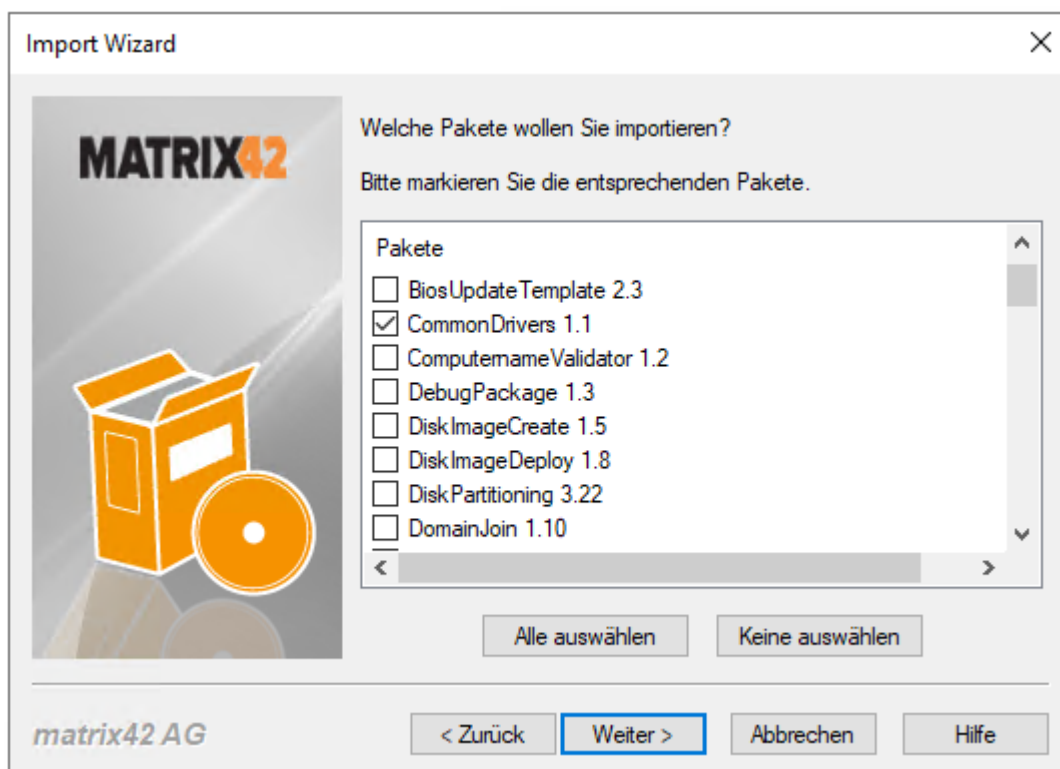 Import Wizard
MATRIX42
Welche Pakete wollen Sie importieren?
Bitte markieren Sie die entsprechenden Pakete.
Pakete
BiosUpdateTemplate 2.3
CommonDrivers 1.1
ComputernameValidator 1.2
DebugPackage 1.3
DiskImageCreate 1.5
DiskImageDeploy 1.8
DiskPartitioning 3.22
DomainJoin 1.10
Alle auswählen Keine auswählen
matrix42 AG < Zurück Weiter > Abbrechen Hilfe